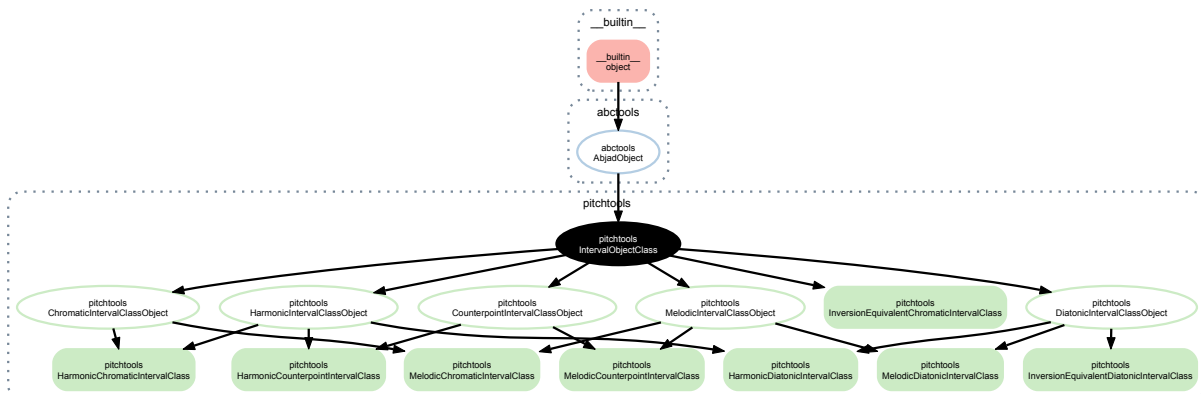 __builtin__
__builtin__
object
abctools
abctools
AbjadObject
pitchtools
pitchtools
IntervalObjectClass
pitchtools
ChromaticIntervalClassObject
pitchtools
HarmonicIntervalClassObject
pitchtools
CounterpointIntervalClassObject
pitchtools
MelodicIntervalClassObject
pitchtools
InversionEquivalentChromaticIntervalClass
pitchtools
DiatonicIntervalClassObject
pitchtools
HarmonicChromaticIntervalClass
pitchtools
HarmonicCounterpointIntervalClass
pitchtools
MelodicChromaticIntervalClass
pitchtools
MelodicCounterpointIntervalClass
pitchtools
HarmonicDiatonicIntervalClass
pitchtools
MelodicDiatonicIntervalClass
pitchtools
InversionEquivalentDiatonicIntervalClass